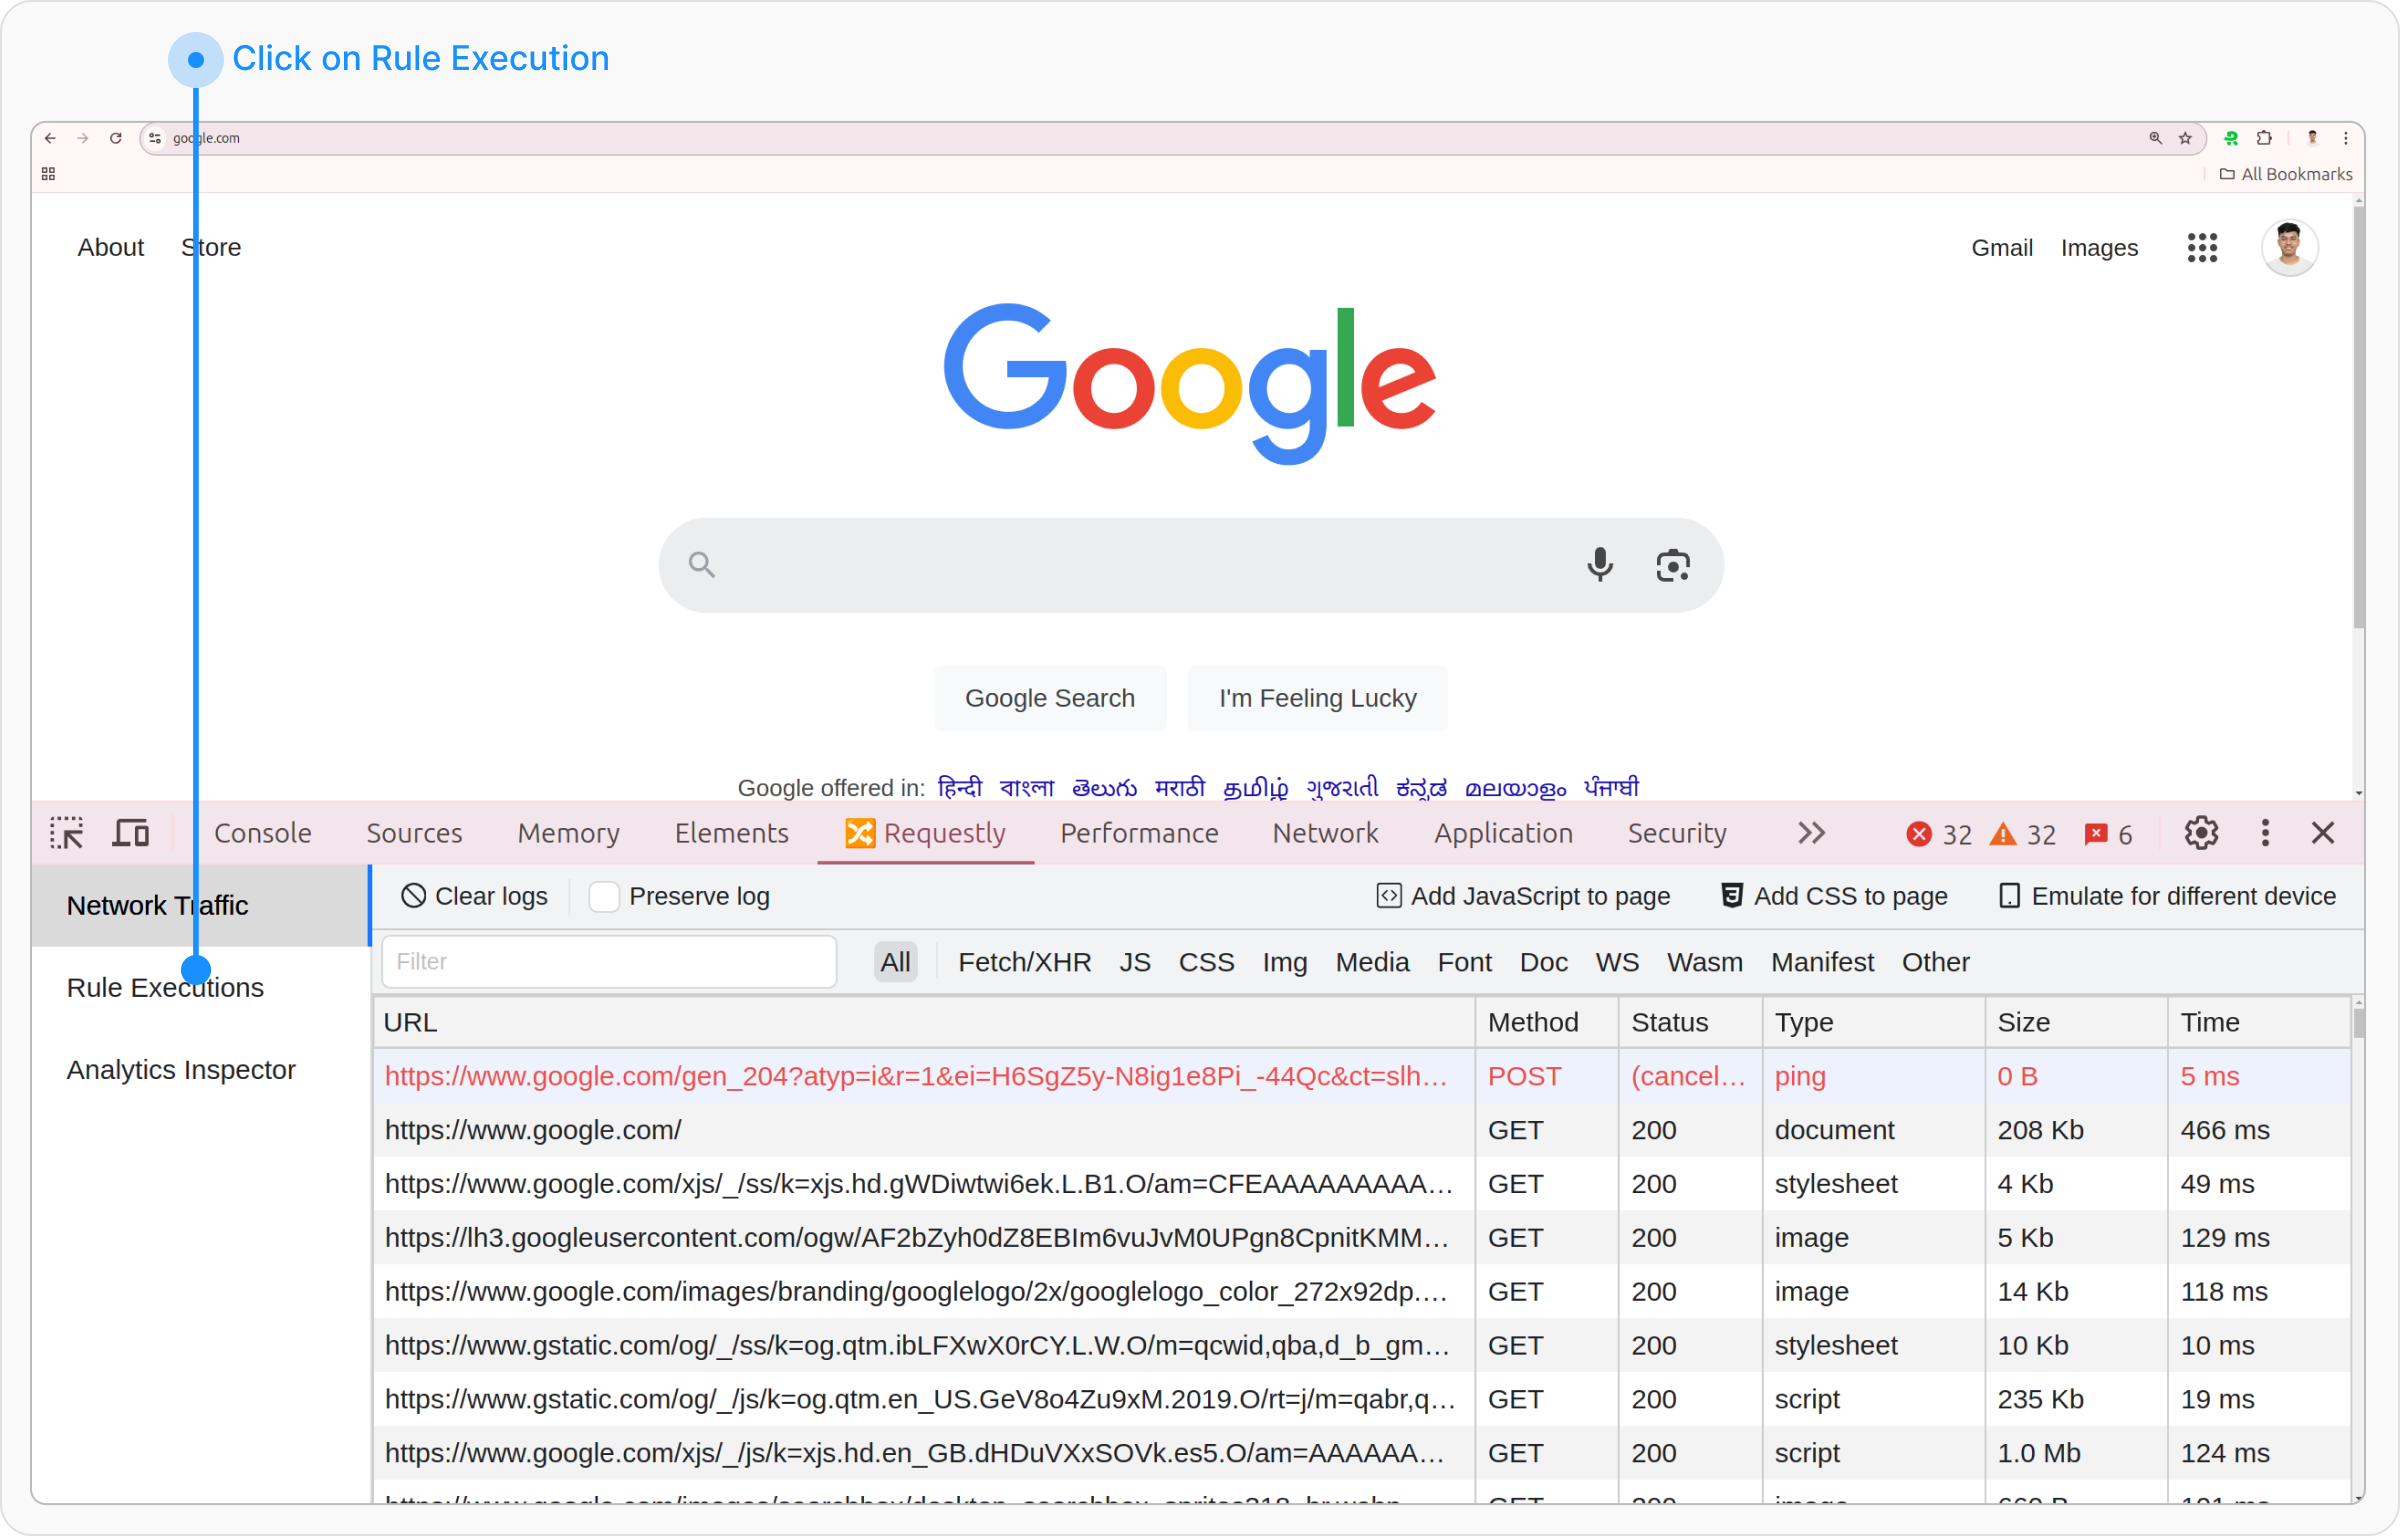 Click on Rule Execution
google.com
All Bookmarks
About Store Gmail Images
Google
Google Search I'm Feeling Lucky
Google offered in: हिन्दी বাংলা తెలుగు मराठी தமிழ் ગુજરાતી ಕನ್ನಡ മലയാളം ਪੰਜਾਬੀ
Console Sources Memory Elements Requestly Performance Network Application Security 32 32 6
Network Traffic Clear logs Preserve log Add JavaScript to page Add CSS to page Emulate for different device
Filter All Fetch/XHR JS CSS Img Media Font Doc WS Wasm Manifest Other
Rule Executions
Analytics Inspector
URL Method Status Type Size Time
https://www.google.com/gen_204?atyp=i&r=1&ei=H6SgZ5y-N8ig1e8Pi_-44Qc&ct=slh… POST (cancel… ping 0 B 5 ms
https://www.google.com/ GET 200 document 208 Kb 466 ms
https://www.google.com/xjs/_/ss/k=xjs.hd.gWDiwtwi6ek.L.B1.O/am=CFEAAAAAAAAA… GET 200 stylesheet 4 Kb 49 ms
https://lh3.googleusercontent.com/ogw/AF2bZyh0dZ8EBIm6vuJvM0UPgn8CpnitKMM… GET 200 image 5 Kb 129 ms
https://www.google.com/images/branding/googlelogo/2x/googlelogo_color_272x92dp.… GET 200 image 14 Kb 118 ms
https://www.gstatic.com/og/_/ss/k=og.qtm.ibLFXwX0rCY.L.W.O/m=qcwid,qba,d_b_gm… GET 200 stylesheet 10 Kb 10 ms
https://www.gstatic.com/og/_/js/k=og.qtm.en_US.GeV8o4Zu9xM.2019.O/rt=j/m=qabr,q… GET 200 script 235 Kb 19 ms
https://www.google.com/xjs/_/js/k=xjs.hd.en_GB.dHDuVXxSOVk.es5.O/am=AAAAAA… GET 200 script 1.0 Mb 124 ms